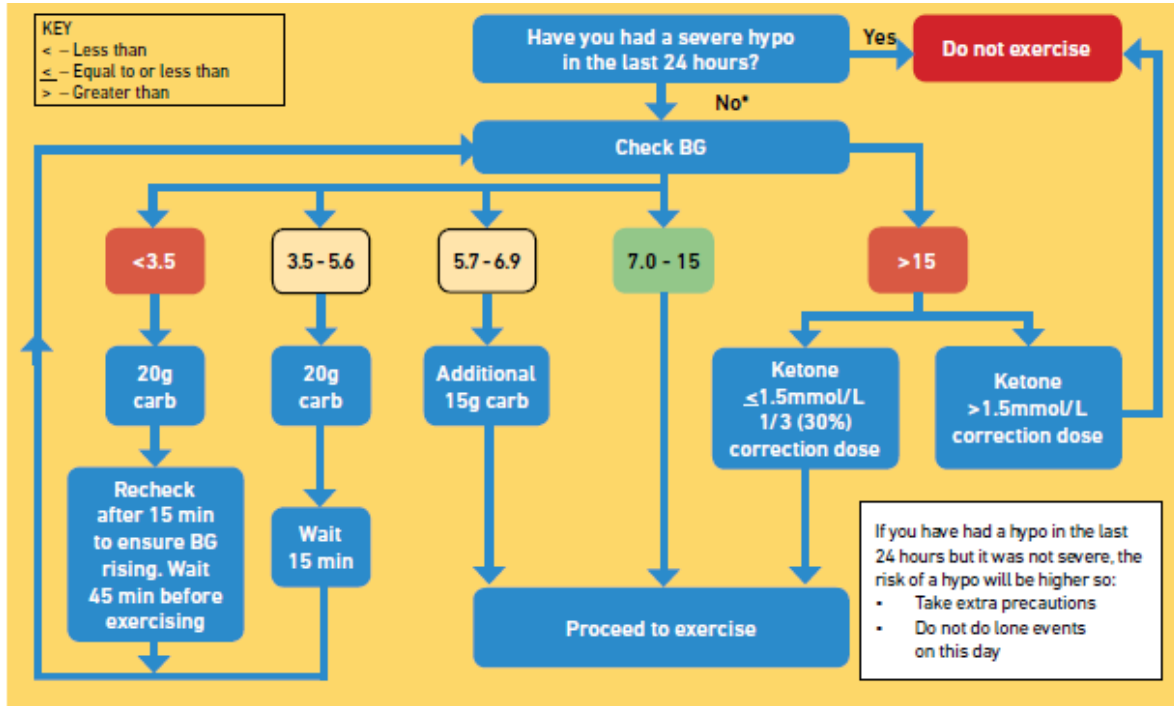 KEY
< – Less than
≤ – Equal to or less than
> – Greater than
Have you had a severe hypo
in the last 24 hours?
Yes
Do not exercise
No*
Check BG
<3.5
3.5 - 5.6
5.7 - 6.9
7.0 - 15
>15
20g
carb
20g
carb
Additional
15g carb
Ketone
≤1.5mmol/L
1/3 (30%)
correction dose
Ketone
>1.5mmol/L
correction dose
Recheck
after 15 min
to ensure BG
rising. Wait
45 min before
exercising
Wait
15 min
Proceed to exercise
If you have had a hypo in the last
24 hours but it was not severe, the
risk of a hypo will be higher so:
• Take extra precautions
• Do not do lone events
on this day